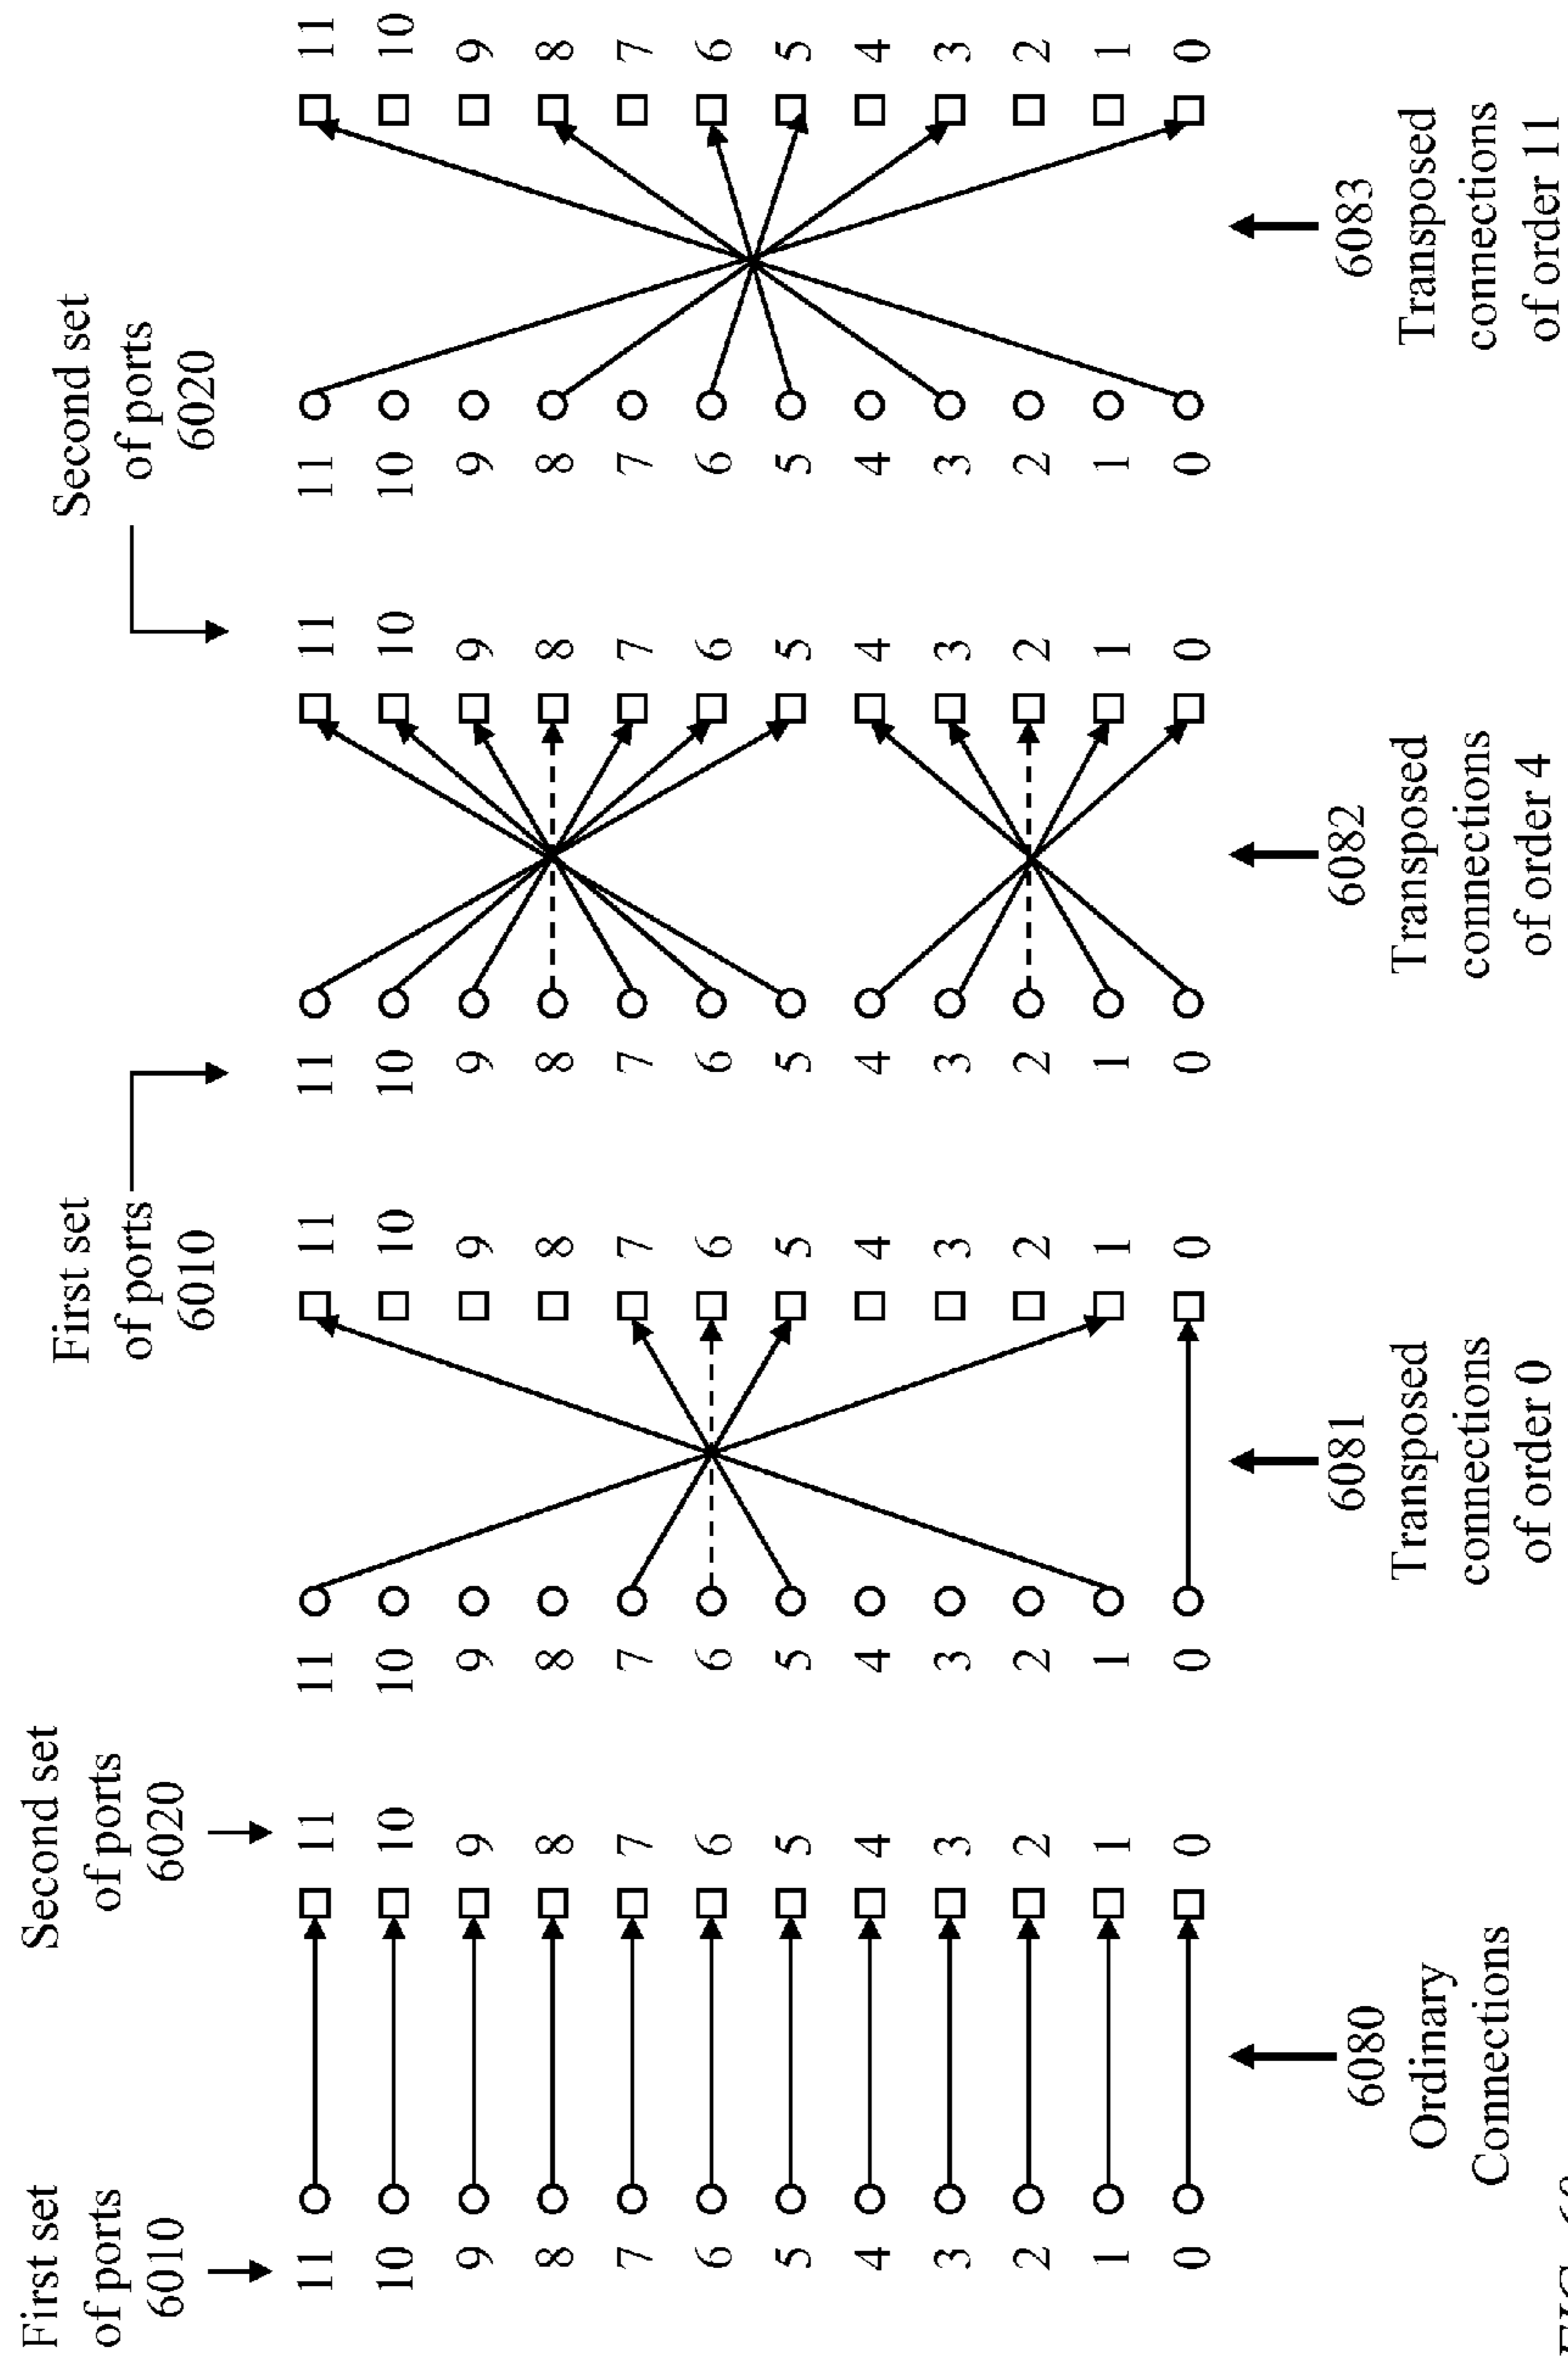 First set
of ports
6010
Second set
of ports
6020
First set
of ports
6010
Second set
of ports
6020
11 11 11 11 11 11 11 11
10 10 10 10 10 10 10 10
9 9 9 9 9 9 9 9
8 8 8 8 8 8 8 8
7 7 7 7 7 7 7 7
6 6 6 6 6 6 6 6
5 5 5 5 5 5 5 5
4 4 4 4 4 4 4 4
3 3 3 3 3 3 3 3
2 2 2 2 2 2 2 2
1 1 1 1 1 1 1 1
0 0 0 0 0 0 0 0
6080
Ordinary
Connections
6081
Transposed
connections
of order 0
6082
Transposed
connections
of order 4
6083
Transposed
connections
of order 11